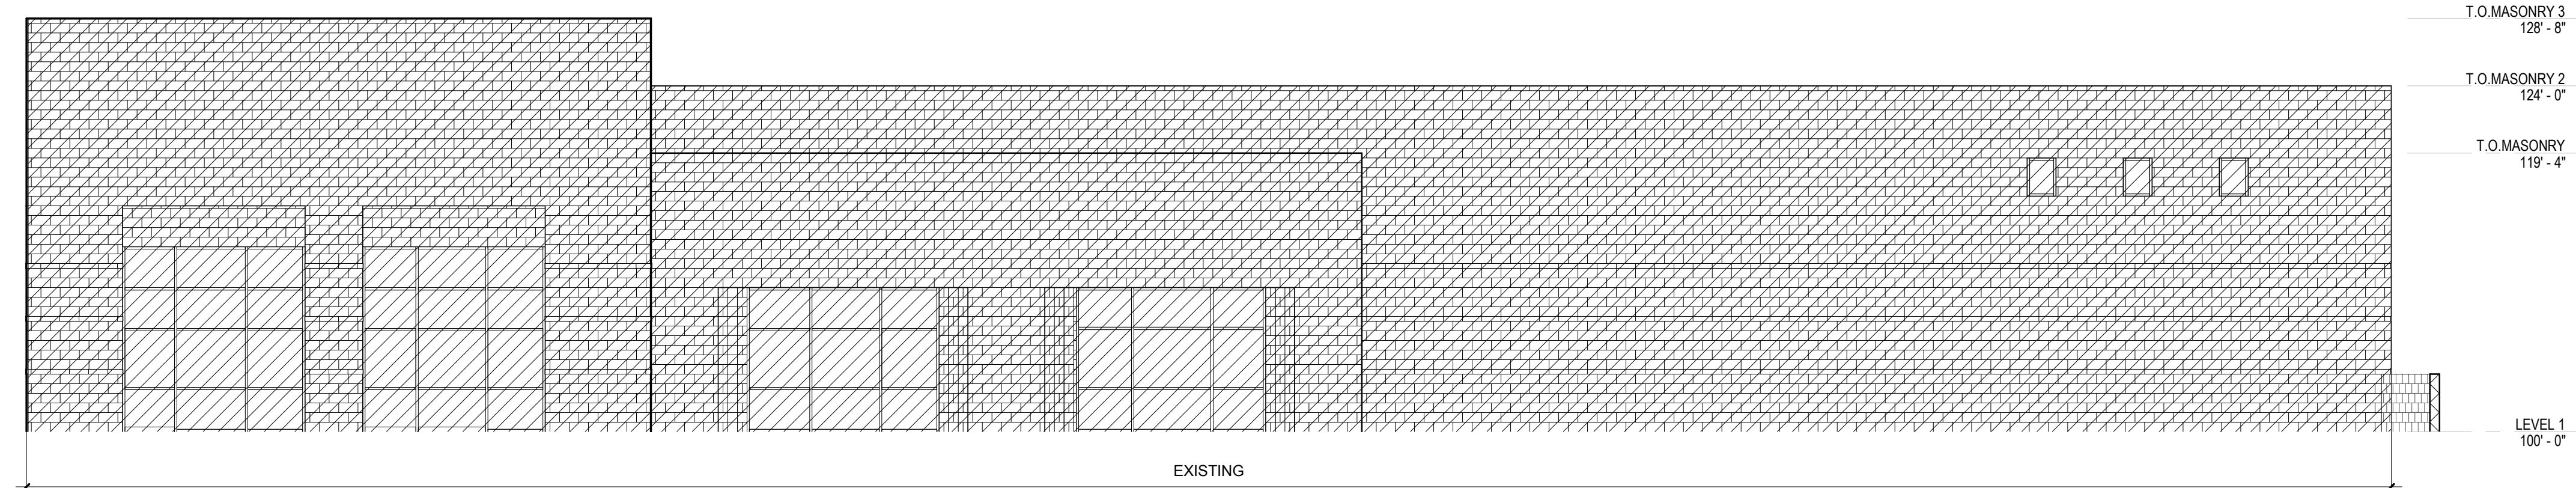 T.O.MASONRY 3
128' - 8"
T.O.MASONRY 2
124' - 0"
T.O.MASONRY
119' - 4"
LEVEL 1
100' - 0"
EXISTING